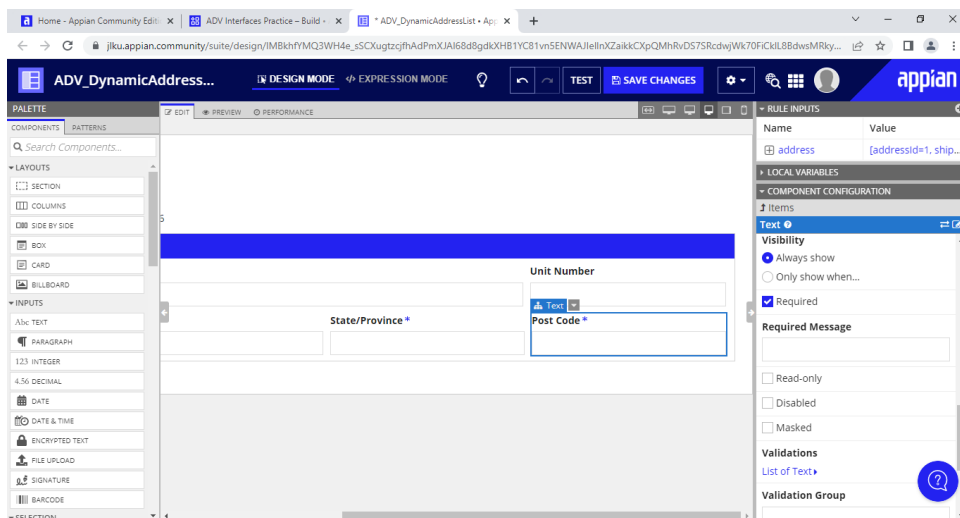 Home - Appian Community Editi
ADV Interfaces Practice – Build -
* ADV_DynamicAddressList - App
jlku.appian.community/suite/design/
ADV_DynamicAddress...
DESIGN MODE
EXPRESSION MODE
TEST
SAVE CHANGES
appian
PALETTE
EDIT
PREVIEW
PERFORMANCE
RULE INPUTS
COMPONENTS
PATTERNS
Name
Value
Search Components...
address
[addressId=1, ship...
LAYOUTS
LOCAL VARIABLES
SECTION
COMPONENT CONFIGURATION
COLUMNS
Items
SIDE BY SIDE
Text
BOX
Visibility
CARD
Always show
BILLBOARD
Only show when...
Unit Number
INPUTS
Required
Text
Abc TEXT
State/Province *
Post Code *
Required Message
PARAGRAPH
123 INTEGER
4.56 DECIMAL
Read-only
DATE
Disabled
DATE & TIME
Masked
ENCRYPTED TEXT
Validations
FILE UPLOAD
List of Text
SIGNATURE
Validation Group
BARCODE
SELECTION